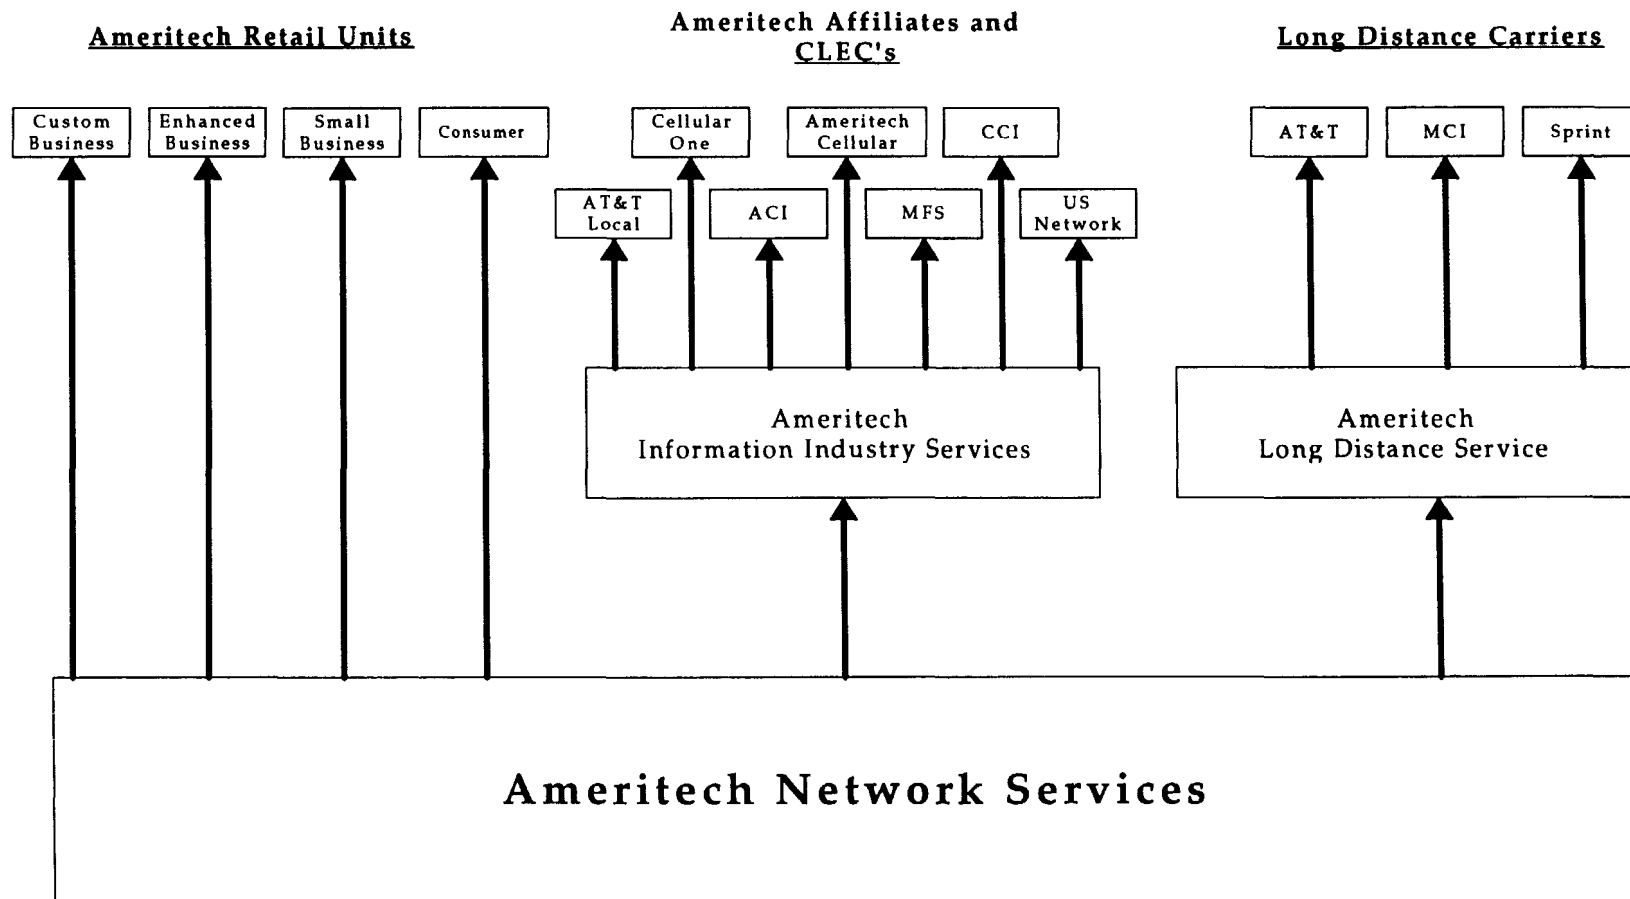 Ameritech Retail Units
Ameritech Affiliates and
CLEC's
Long Distance Carriers
Custom
Business
Enhanced
Business
Small
Business
Consumer
Cellular
One
Ameritech
Cellular
CCI
AT&T
MCI
Sprint
AT&T
Local
ACI
MFS
US
Network
Ameritech
Information Industry Services
Ameritech
Long Distance Service
Ameritech Network Services